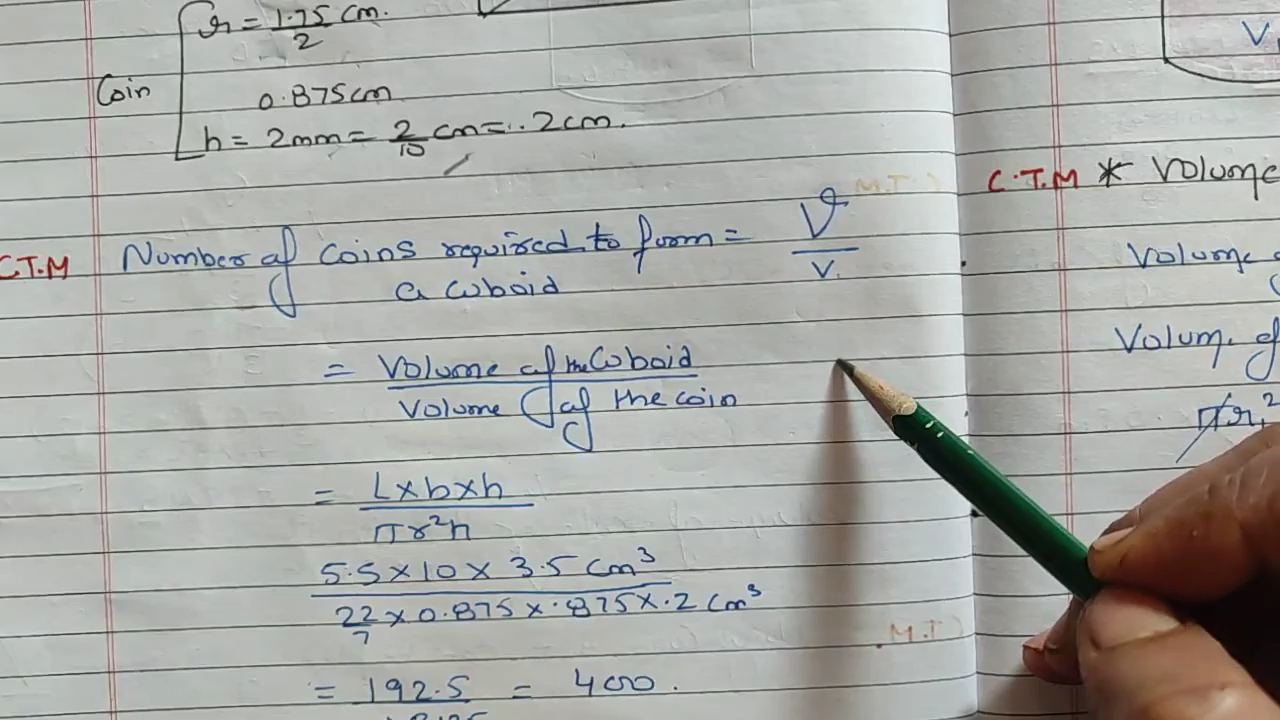 r = 1.75 cm.
2
Coin
0.875cm
h = 2mm = 2/10 cm = .2cm.
C.T.M Number of coins required to form = V/v.
a cuboid
= Volume of the Cuboid
Volume of the coin
= L×b×h
πr²h
5.5×10×3.5 cm³
22/7 ×0.875×.875×.2 cm³
= 192.5 = 400.
M.T)
M.T)
V
C.T.M * Volume
Volume
Volum. of
πr₁²